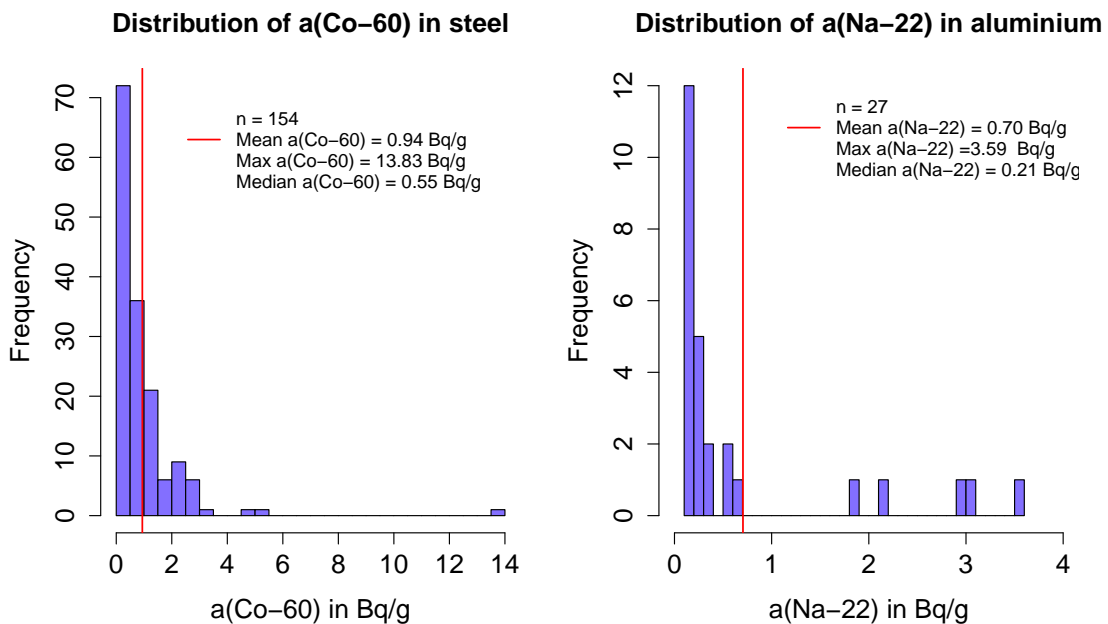 Distribution of a(Co−60) in steel
70
60
50
40
30
20
10
0
Frequency
n = 154
Mean a(Co−60) = 0.94 Bq/g
Max a(Co−60) = 13.83 Bq/g
Median a(Co−60) = 0.55 Bq/g
0 2 4 6 8 10 12 14
a(Co−60) in Bq/g
Distribution of a(Na−22) in aluminium
12
10
8
6
4
2
0
Frequency
n = 27
Mean a(Na−22) = 0.70 Bq/g
Max a(Na−22) =3.59  Bq/g
Median a(Na−22) = 0.21 Bq/g
0 1 2 3 4
a(Na−22) in Bq/g